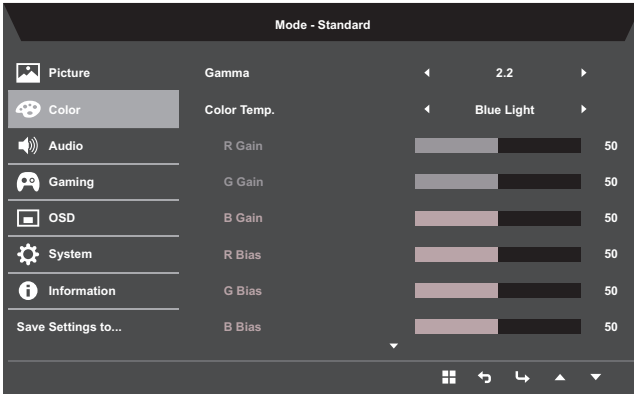 Mode - Standard
Picture
Gamma 2.2
Color
Color Temp. Blue Light
Audio
R Gain 50
Gaming
G Gain 50
OSD
B Gain 50
System
R Bias 50
Information
G Bias 50
Save Settings to...
B Bias 50